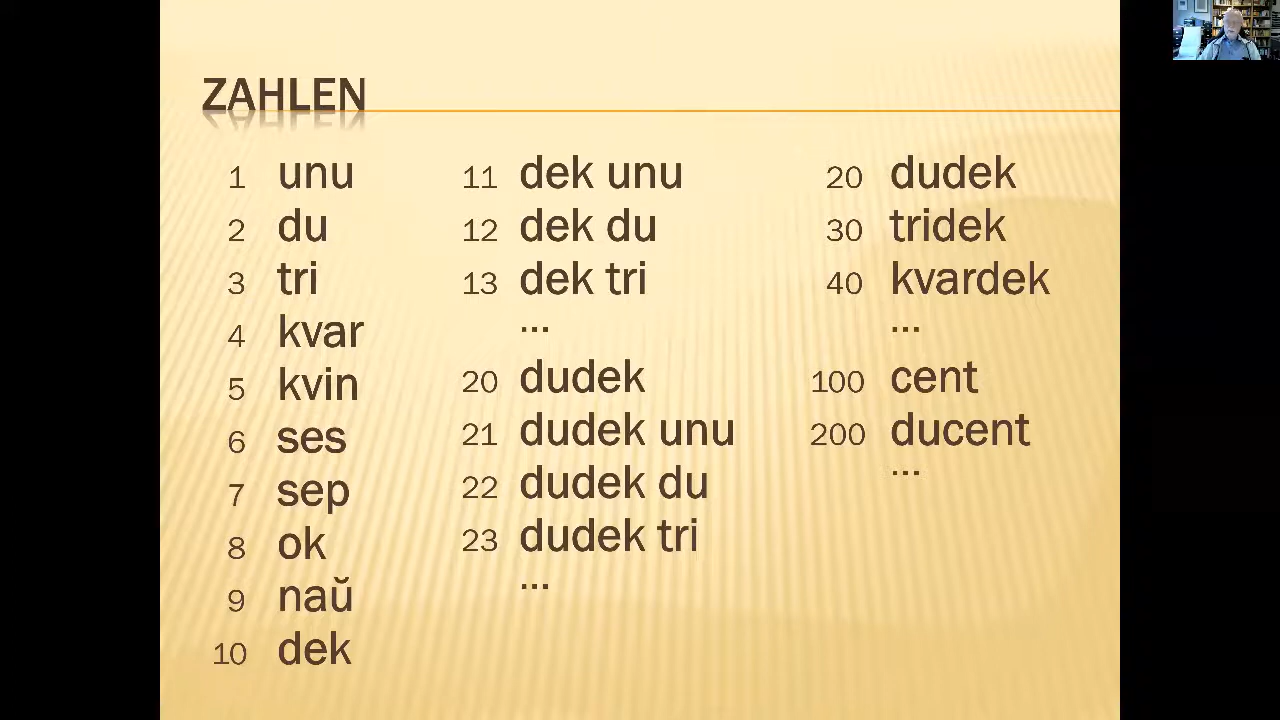 ZAHLEN
1 unu
2 du
3 tri
4 kvar
5 kvin
6 ses
7 sep
8 ok
9 naŭ
10 dek
11 dek unu
12 dek du
13 dek tri
...
20 dudek
21 dudek unu
22 dudek du
23 dudek tri
...
20 dudek
30 tridek
40 kvardek
...
100 cent
200 ducent
...